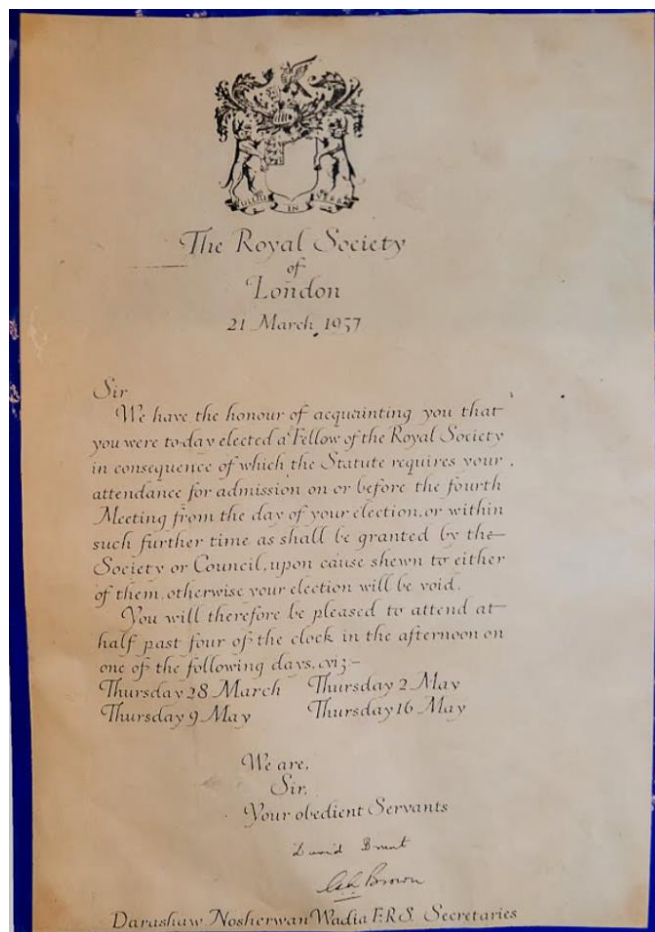 NULLIUS IN VERBA
The Royal Society
of
London
21 March, 1957
Sir
We have the honour of acquainting you that
you were to-day elected a Fellow of the Royal Society
in consequence of which the Statute requires your
attendance for admission on or before the fourth
Meeting from the day of your election, or within
such further time as shall be granted by the
Society or Council, upon cause shewn to either
of them, otherwise your election will be void.
You will therefore be pleased to attend at
half past four of the clock in the afternoon on
one of the following days, viz:-
Thursday 28 March Thursday 2 May
Thursday 9 May Thursday 16 May
We are,
Sir,
Your obedient Servants
David Brunt
Brown
Darashaw Nosherwan Wadia F.R.S. Secretaries